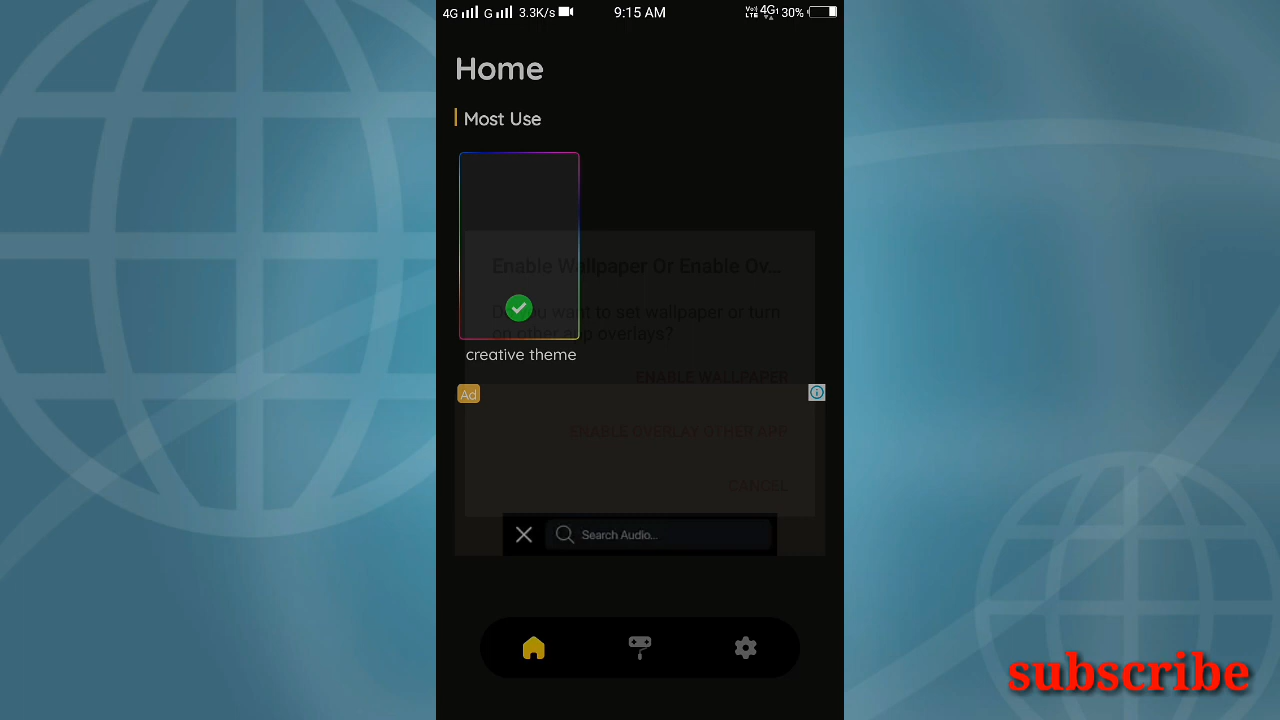 4G G 3.3K/s 9:15 AM VoLTE 4G 30%
Home
Most Use
Enable Wallpaper Or Enable Ov...
Do you want to set wallpaper or turn
on other app overlays?
creative theme
ENABLE WALLPAPER
Ad
ENABLE OVERLAY OTHER APP
CANCEL
Search Audio...
subscribe